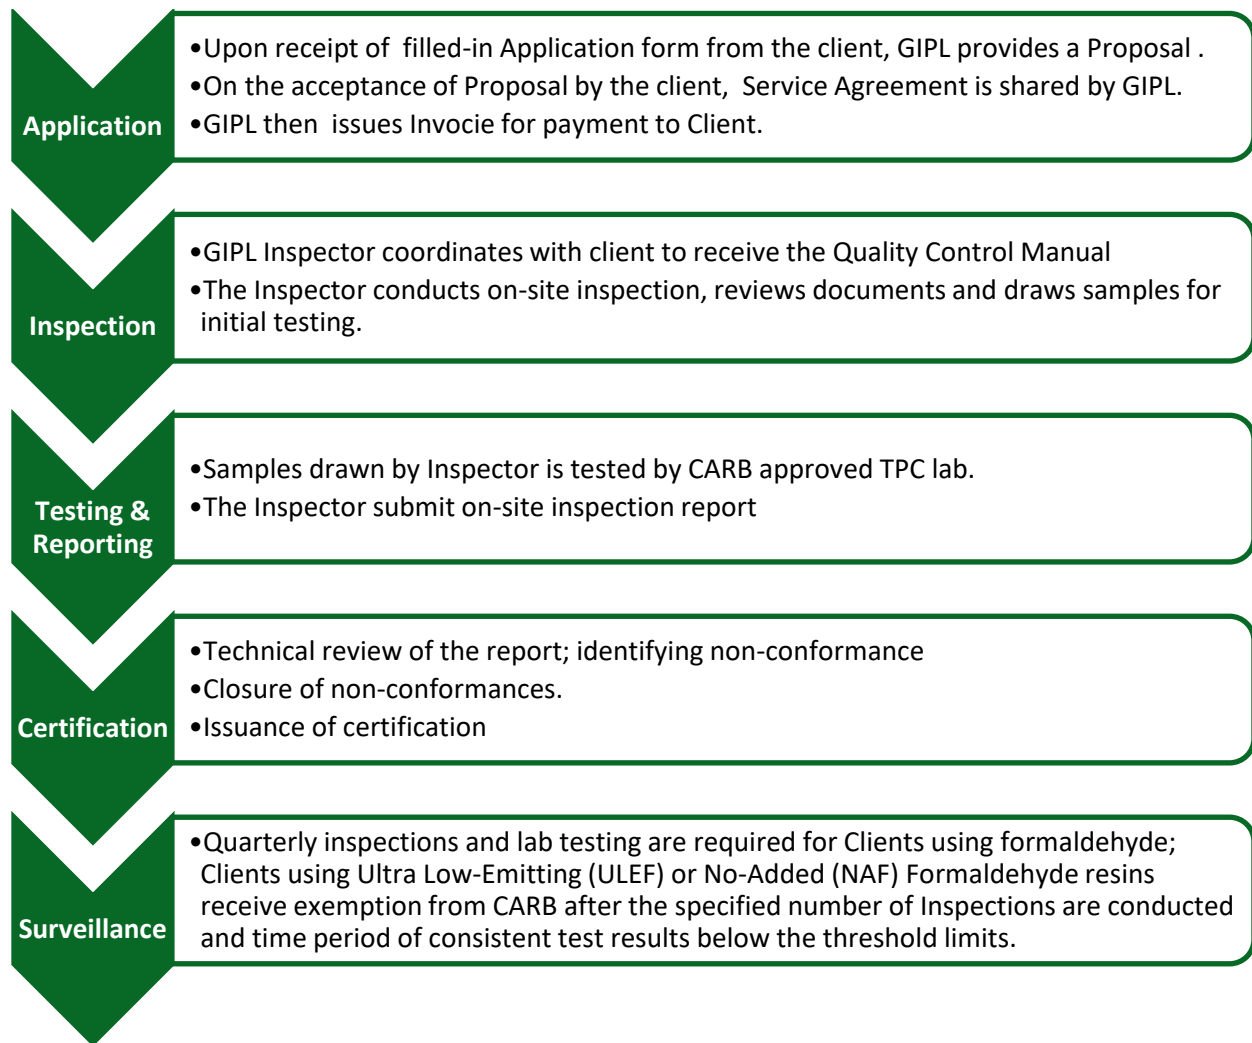 Application
•Upon receipt of  filled-in Application form from the client, GIPL provides a Proposal .
•On the acceptance of Proposal by the client,  Service Agreement is shared by GIPL.
•GIPL then  issues Invocie for payment to Client.
Inspection
•GIPL Inspector coordinates with client to receive the Quality Control Manual
•The Inspector conducts on-site inspection, reviews documents and draws samples for
initial testing.
Testing &
Reporting
•Samples drawn by Inspector is tested by CARB approved TPC lab.
•The Inspector submit on-site inspection report
Certification
•Technical review of the report; identifying non-conformance
•Closure of non-conformances.
•Issuance of certification
Surveillance
•Quarterly inspections and lab testing are required for Clients using formaldehyde;
Clients using Ultra Low-Emitting (ULEF) or No-Added (NAF) Formaldehyde resins
receive exemption from CARB after the specified number of Inspections are conducted
and time period of consistent test results below the threshold limits.